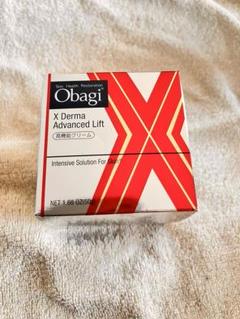 Skin Health Restoration
Obagi
X Derma
Advanced Lift
高機能クリーム
Intensive Solution For Skin
NET 1.66 OZ(50g)